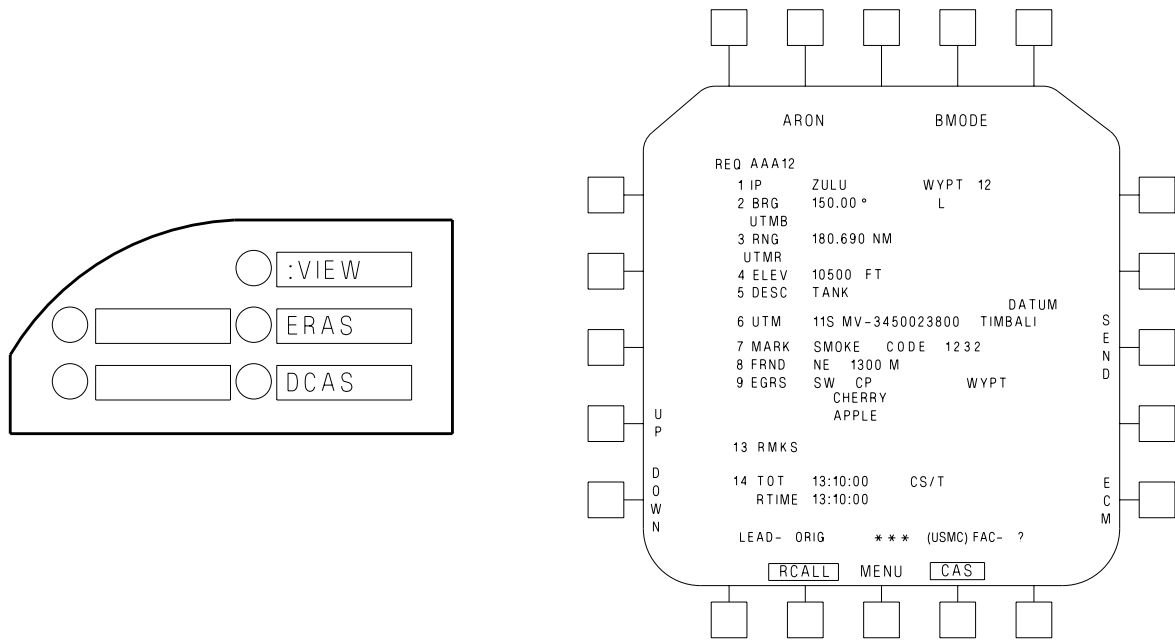 :VIEW
ERAS
DCAS
ARON BMODE
REQ AAA12
1 IP ZULU WYPT 12
2 BRG 150.00 ° L
UTMB
3 RNG 180.690 NM
UTMR
4 ELEV 10500 FT
5 DESC TANK
DATUM
6 UTM 11S MV-3450023800 TIMBALI
7 MARK SMOKE CODE 1232
8 FRND NE 1300 M
9 EGRS SW CP WYPT
CHERRY
APPLE
13 RMKS
14 TOT 13:10:00 CS/T
RTIME 13:10:00
LEAD- ORIG *** (USMC) FAC- ?
RCALL MENU CAS
UP
DOWN
SEND
ECM